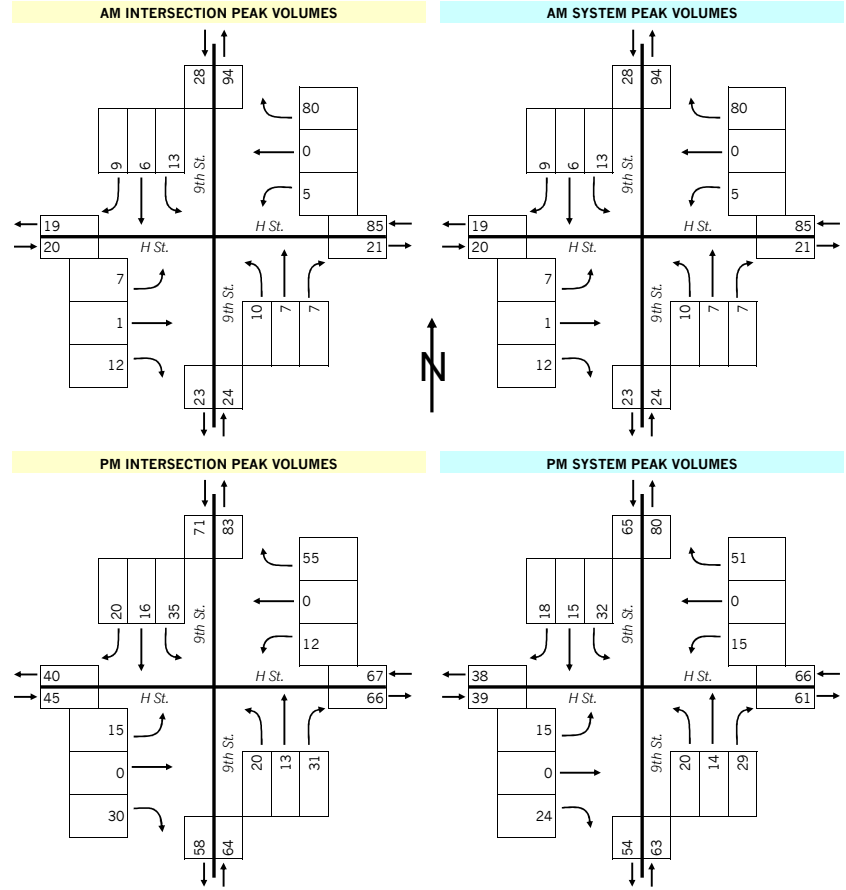 AM INTERSECTION PEAK VOLUMES
28 94
80
0
5
9 6 13
9th St.
19
20
H St.
H St.
85
21
7
1
12
9th St.
10 7 7
23 24
AM SYSTEM PEAK VOLUMES
28 94
80
0
5
9 6 13
9th St.
19
20
H St.
H St.
85
21
7
1
12
9th St.
10 7 7
23 24
N
PM INTERSECTION PEAK VOLUMES
71 83
55
0
12
20 16 35
9th St.
40
45
H St.
H St.
67
66
15
0
30
9th St.
20 13 31
58 64
PM SYSTEM PEAK VOLUMES
65 80
51
0
15
18 15 32
9th St.
38
39
H St.
H St.
66
61
15
0
24
9th St.
20 14 29
54 63